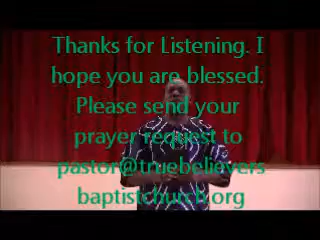 Thanks for Listening. I
hope you are blessed.
Please send your
prayer request to
pastor@truebelievers
baptistchurch.org